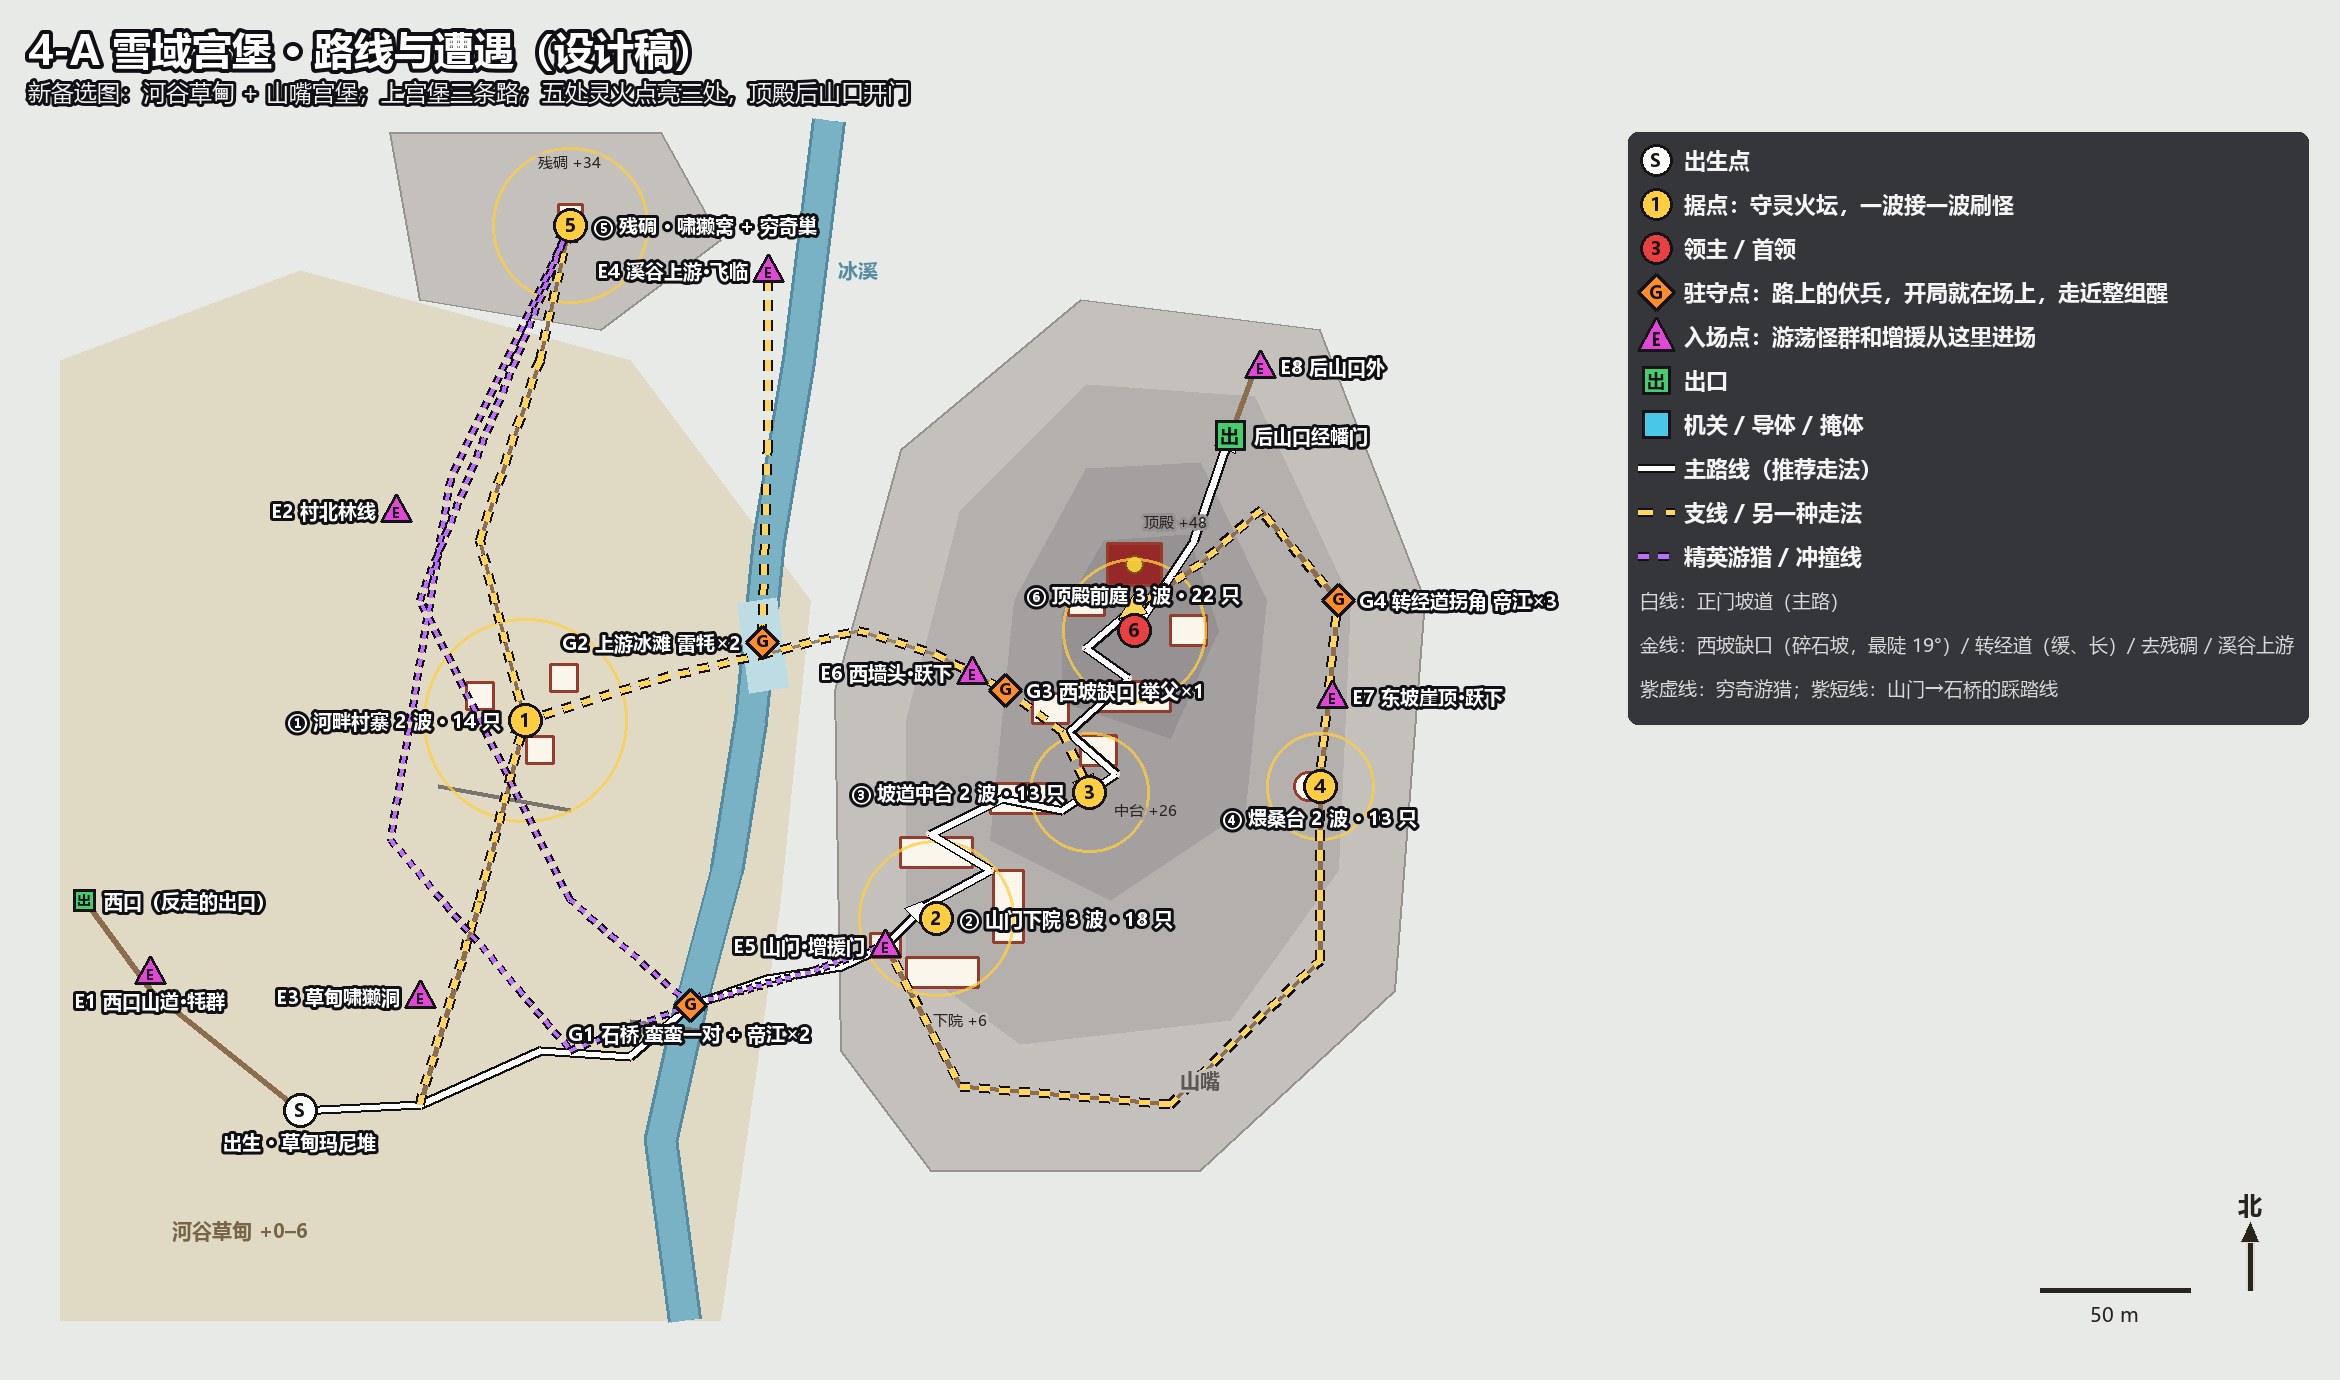 4-A 雪域宫堡·路线与遭遇（设计稿）
新备选图：河谷草甸 + 山嘴宫堡；上宫堡三条路；五处灵火点亮三处，顶殿后山口开门
残碉 +34
5
⑤ 残碉·啸獭窝 + 穷奇巢
E4 溪谷上游·飞临
E
冰溪
E
E8 后山口外
出
后山口经幡门
E2 村北林线
E
顶殿 +48
⑥ 顶殿前庭 3 波·22 只
6
G
G4 转经道拐角 帝江×3
G2 上游冰滩 雷牦×2
G
E6 西墙头·跃下
E
G
G3 西坡缺口 举父×1
E
E7 东坡崖顶·跃下
① 河畔村寨 2 波·14 只
1
③ 坡道中台 2 波·13 只
3
中台 +26
4
④ 煨桑台 2 波·13 只
出
西口（反走的出口）
2
② 山门下院 3 波·18 只
E5 山门·增援门
E
E
E1 西口山道·牦群
E3 草甸啸獭洞
E
G
G1 石桥 蛮蛮一对 + 帝江×2
下院 +6
山嘴
S
出生·草甸玛尼堆
河谷草甸 +0–6
S
出生点
1
据点：守灵火坛，一波接一波刷怪
3
领主 / 首领
G
驻守点：路上的伏兵，开局就在场上，走近整组醒
E
入场点：游荡怪群和增援从这里进场
出
出口
机关 / 导体 / 掩体
主路线（推荐走法）
支线 / 另一种走法
精英游猎 / 冲撞线
白线：正门坡道（主路）
金线：西坡缺口（碎石坡，最陡 19°）/ 转经道（缓、长）/ 去残碉 / 溪谷上游
紫虚线：穷奇游猎；紫短线：山门→石桥的踩踏线
北
50 m